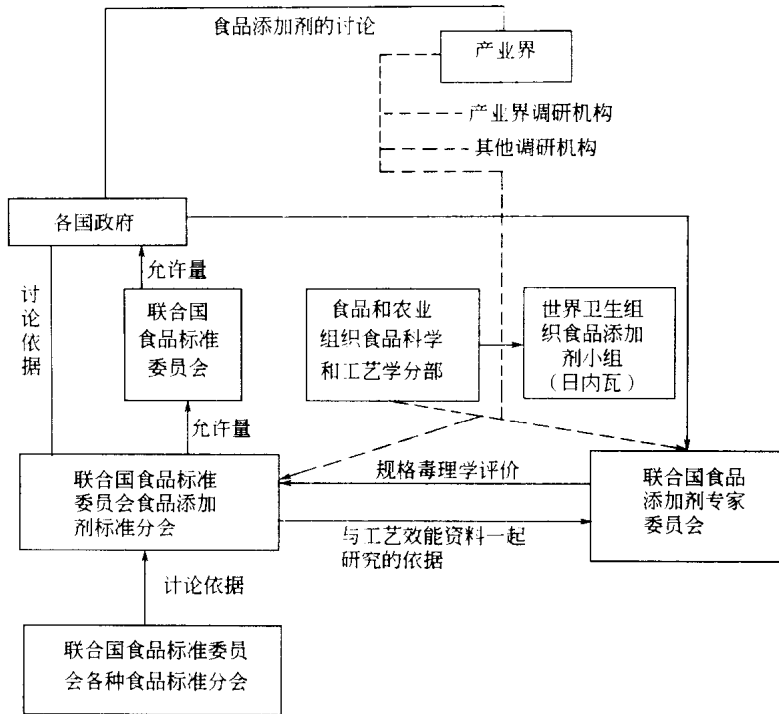 食品添加剂的讨论
产业界
产业界调研机构
其他调研机构
各国政府
允许量
讨论依据
联合国
食品标准
委员会
食品和农业
组织食品科学
和工艺学分部
世界卫生组
织食品添加
剂小组
（日内瓦）
允许量
联合国食品标准
委员会食品添加
剂标准分会
规格毒理学评价
联合国食品
添加剂专家
委员会
与工艺效能资料一起
研究的依据
计论依据
联合国食品标准委员
会各种食品标准分会